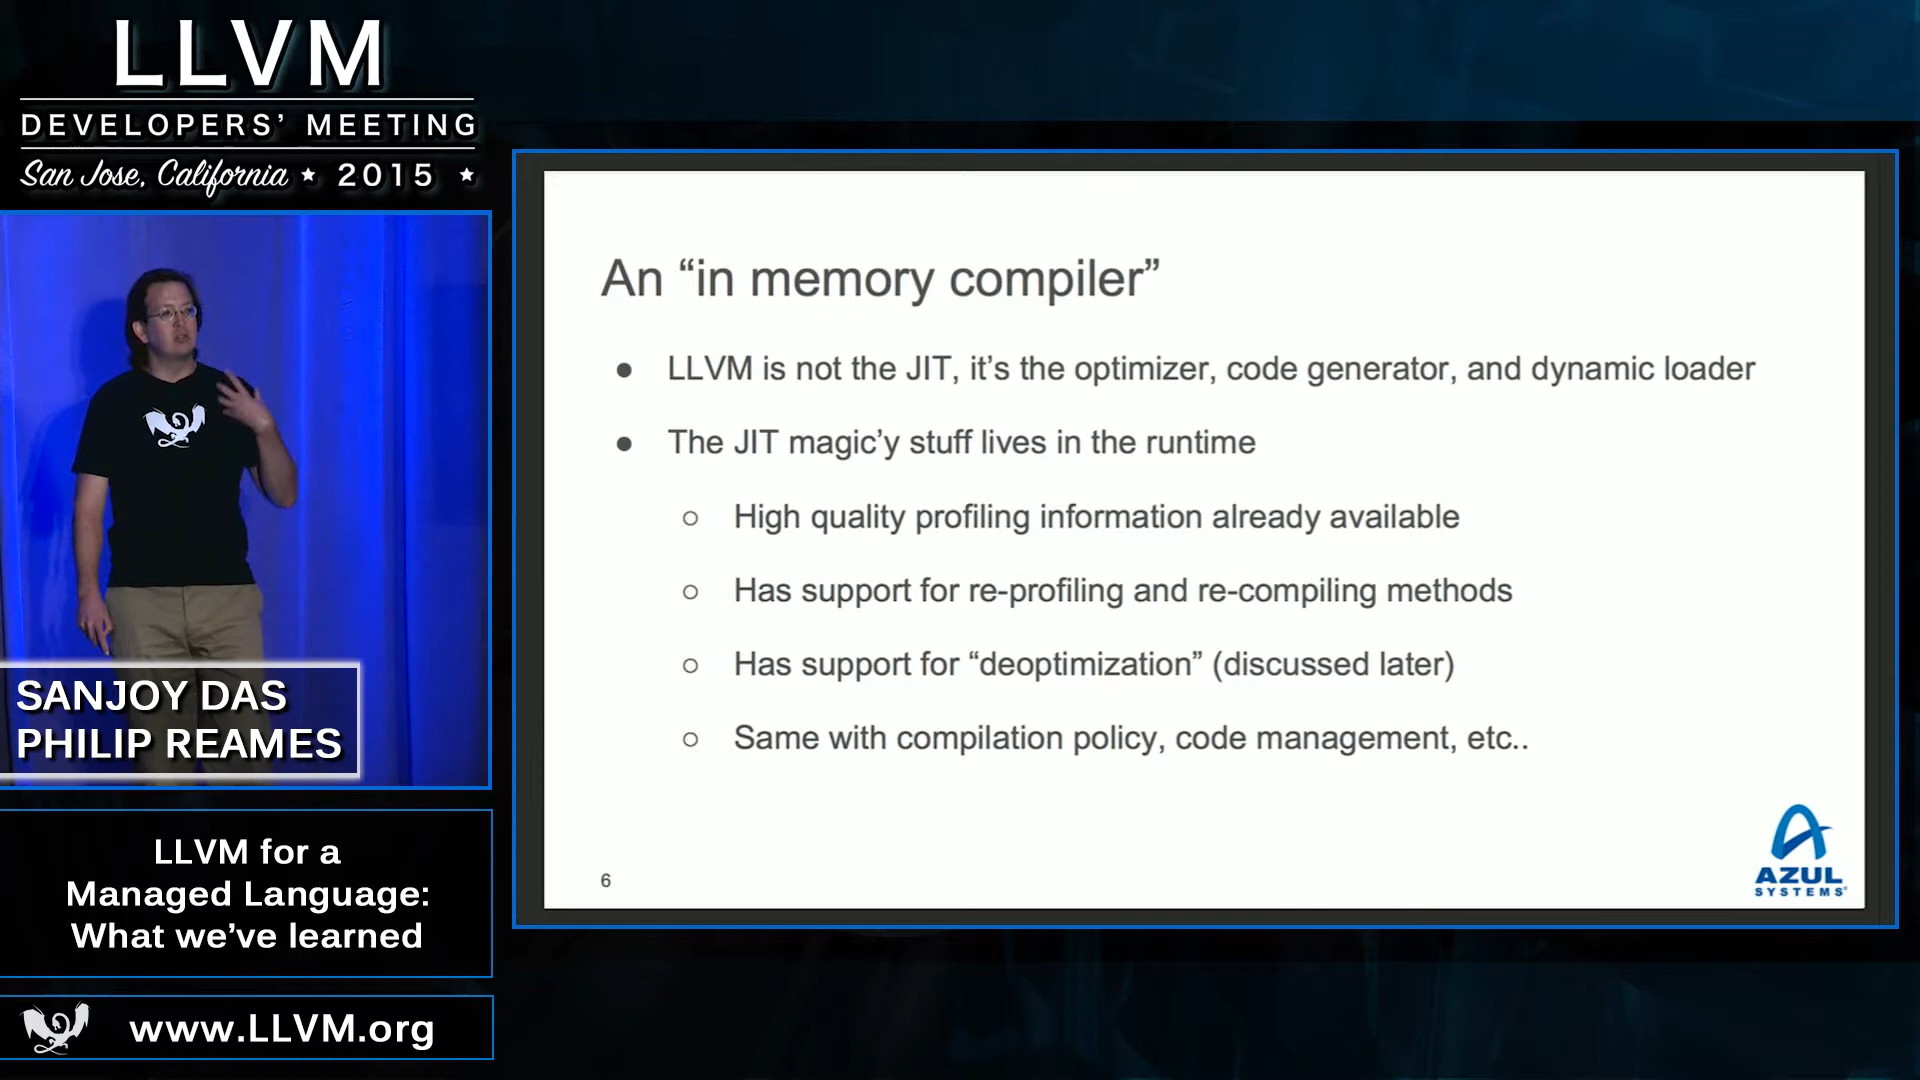 LLVM
DEVELOPERS' MEETING
San Jose, California ★ 2015 ★
SANJOY DAS
PHILIP REAMES
LLVM for a
Managed Language:
What we've learned
www.LLVM.org
An “in memory compiler”
● LLVM is not the JIT, it's the optimizer, code generator, and dynamic loader
● The JIT magic'y stuff lives in the runtime
○ High quality profiling information already available
○ Has support for re-profiling and re-compiling methods
○ Has support for “deoptimization” (discussed later)
○ Same with compilation policy, code management, etc..
6
AZUL
SYSTEMS